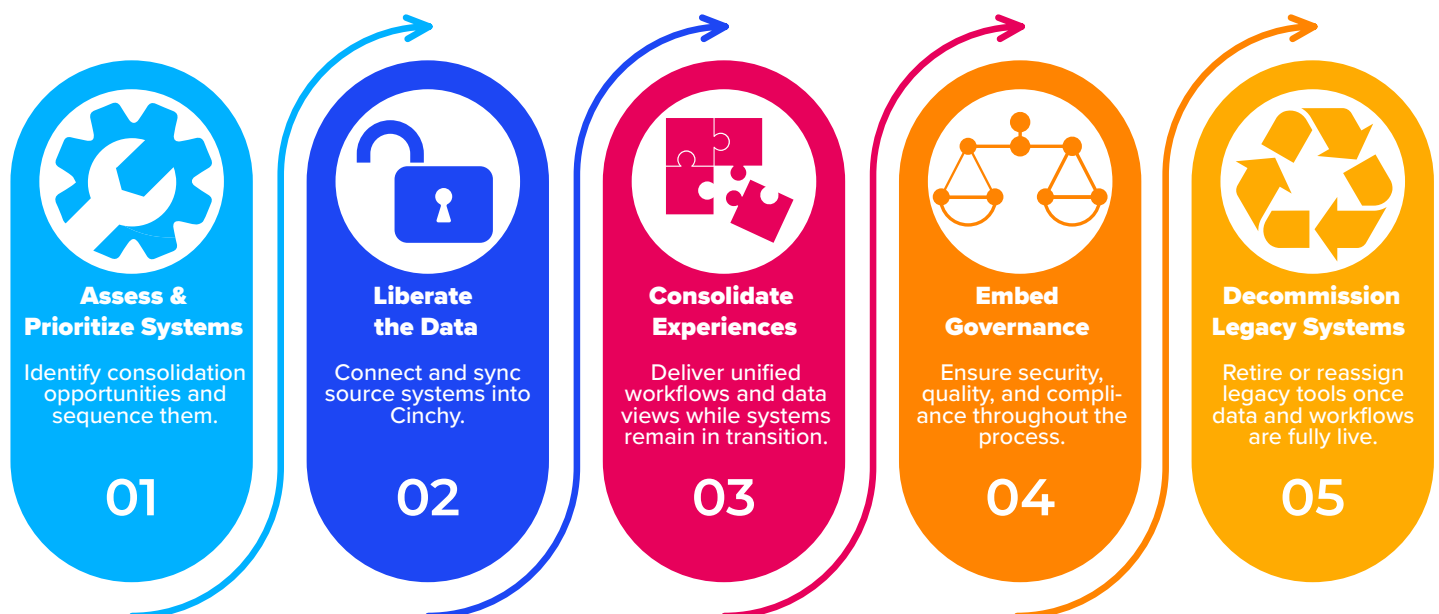 Assess &
Prioritize Systems
Identify consolidation
opportunities and
sequence them.
01
Liberate
the Data
Connect and sync
source systems into
Cinchy.
02
Consolidate
Experiences
Deliver unified
workflows and data
views while systems
remain in transition.
03
Embed
Governance
Ensure security,
quality, and compli-
ance throughout the
process.
04
Decommission
Legacy Systems
Retire or reassign
legacy tools once
data and workflows
are fully live.
05